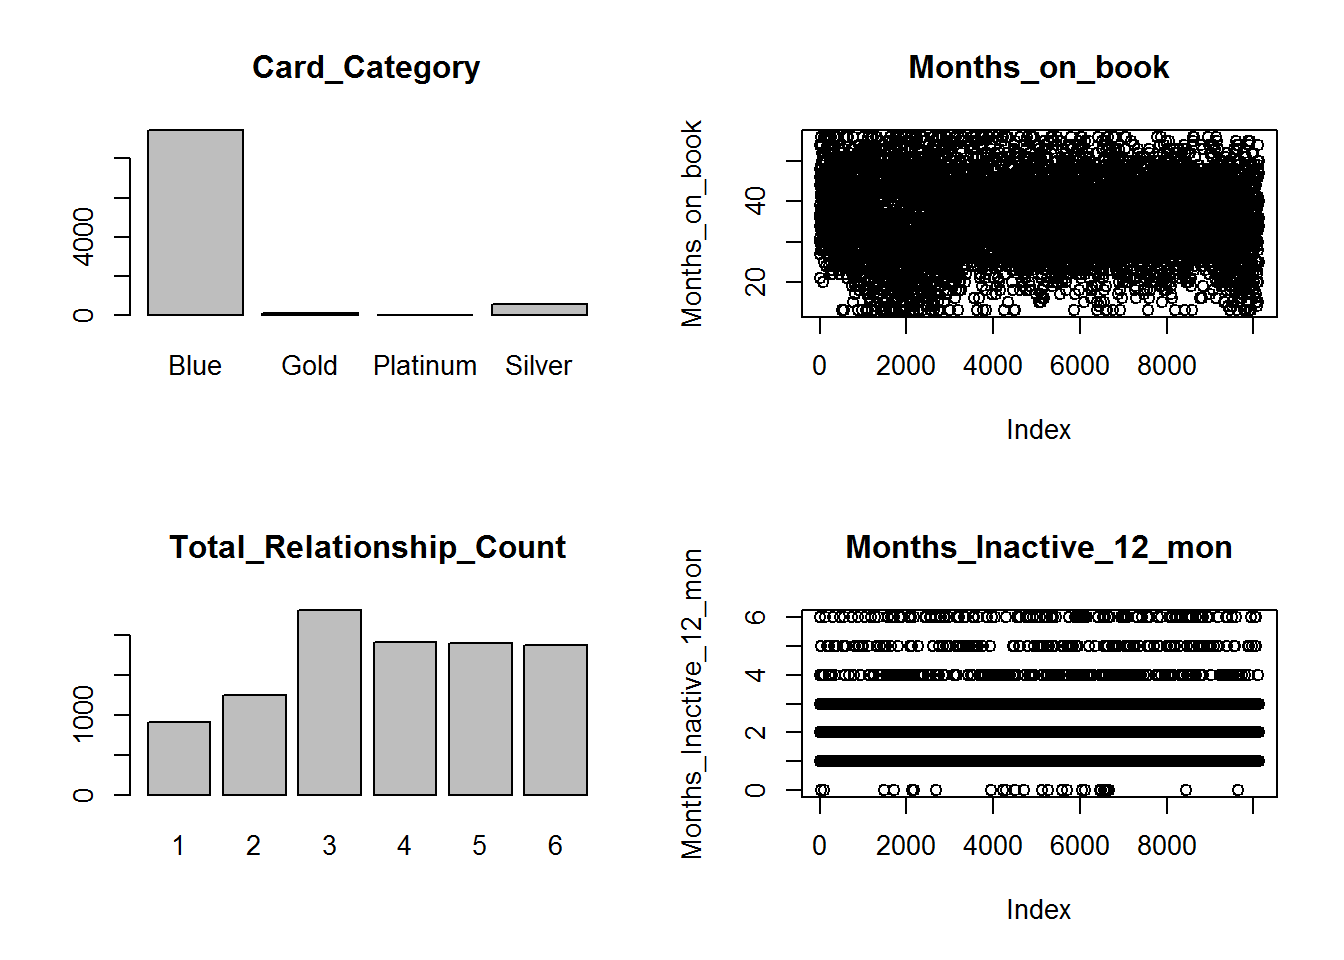 Card_Category
4000
0
Blue Gold Platinum Silver
Months_on_book
Months_on_book
40
20
0 2000 4000 6000 8000
Index
Total_Relationship_Count
1000
0
1 2 3 4 5 6
Months_Inactive_12_mon
Months_Inactive_12_mon
6
4
2
0
0 2000 4000 6000 8000
Index